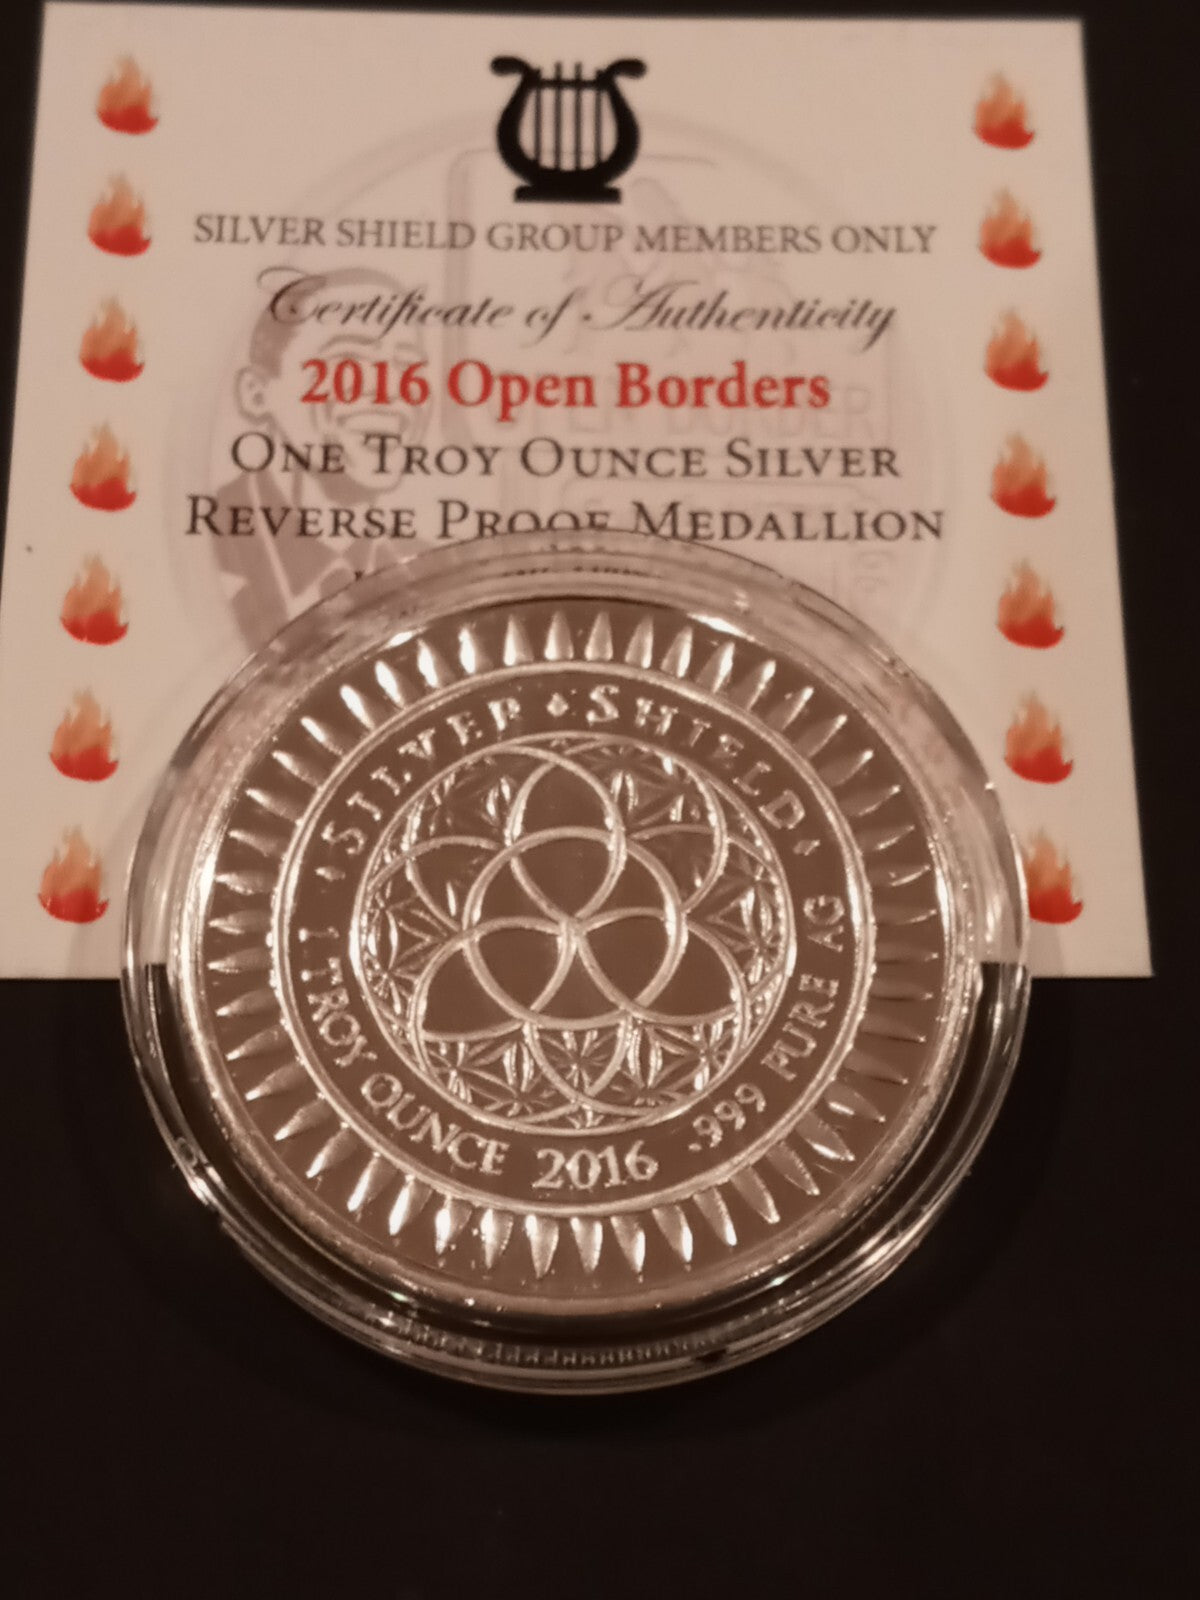 SILVER SHIELD GROUP MEMBERS ONLY
Certificate of Authenticity
2016 Open Borders
ONE TROY OUNCE SILVER
REVERSE PROOF MEDALLION
SILVER • SHIELD
1 TROY OUNCE 2016 .999 PURE AG